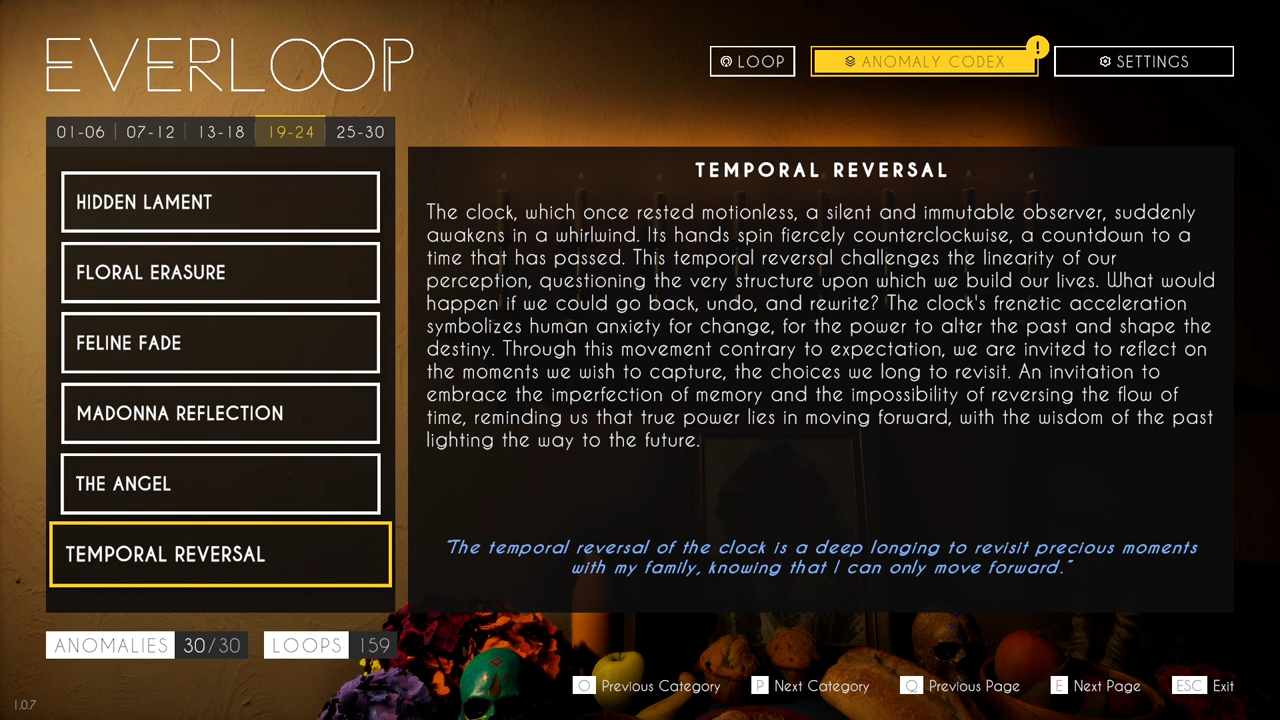 EVERLOOP
LOOP
!
ANOMALY CODEX
SETTINGS
01-06
07-12
13-18
19-24
25-30
HIDDEN LAMENT
FLORAL ERASURE
FELINE FADE
MADONNA REFLECTION
THE ANGEL
TEMPORAL REVERSAL
TEMPORAL REVERSAL
The clock, which once rested motionless, a silent and immutable observer, suddenly
awakens in a whirlwind. Its hands spin fiercely counterclockwise, a countdown to a
time that has passed. This temporal reversal challenges the linearity of our
perception, questioning the very structure upon which we build our lives. What would
happen if we could go back, undo, and rewrite? The clock's frenetic acceleration
symbolizes human anxiety for change, for the power to alter the past and shape the
destiny. Through this movement contrary to expectation, we are invited to reflect on
the moments we wish to capture, the choices we long to revisit. An invitation to
embrace the imperfection of memory and the impossibility of reversing the flow of
time, reminding us that true power lies in moving forward, with the wisdom of the past
lighting the way to the future.
"The temporal reversal of the clock is a deep longing to revisit precious moments
with my family, knowing that I can only move forward."
ANOMALIES 30/30
LOOPS 159
O Previous Category
P Next Category
Q Previous Page
E Next Page
ESC Exit
1.0.7